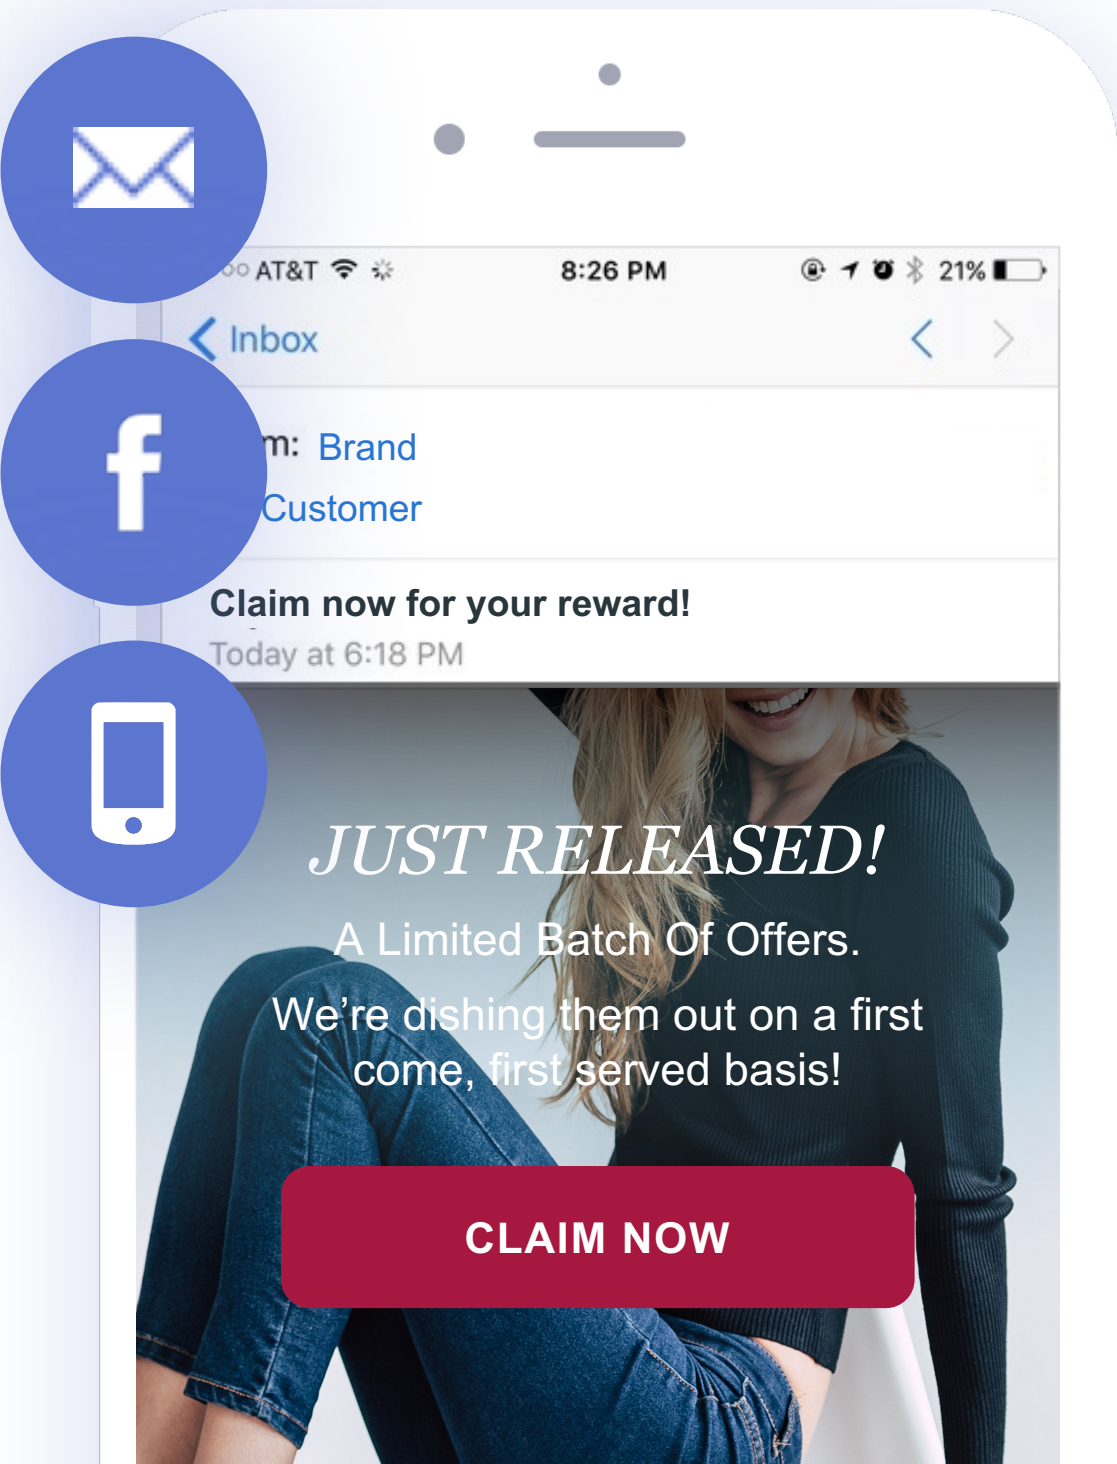 AT&T 8:26 PM 21%
Inbox
m: Brand
Customer
Claim now for your reward!
Today at 6:18 PM
JUST RELEASED!
A Limited Batch Of Offers.
We’re dishing them out on a first
come, first served basis!
CLAIM NOW